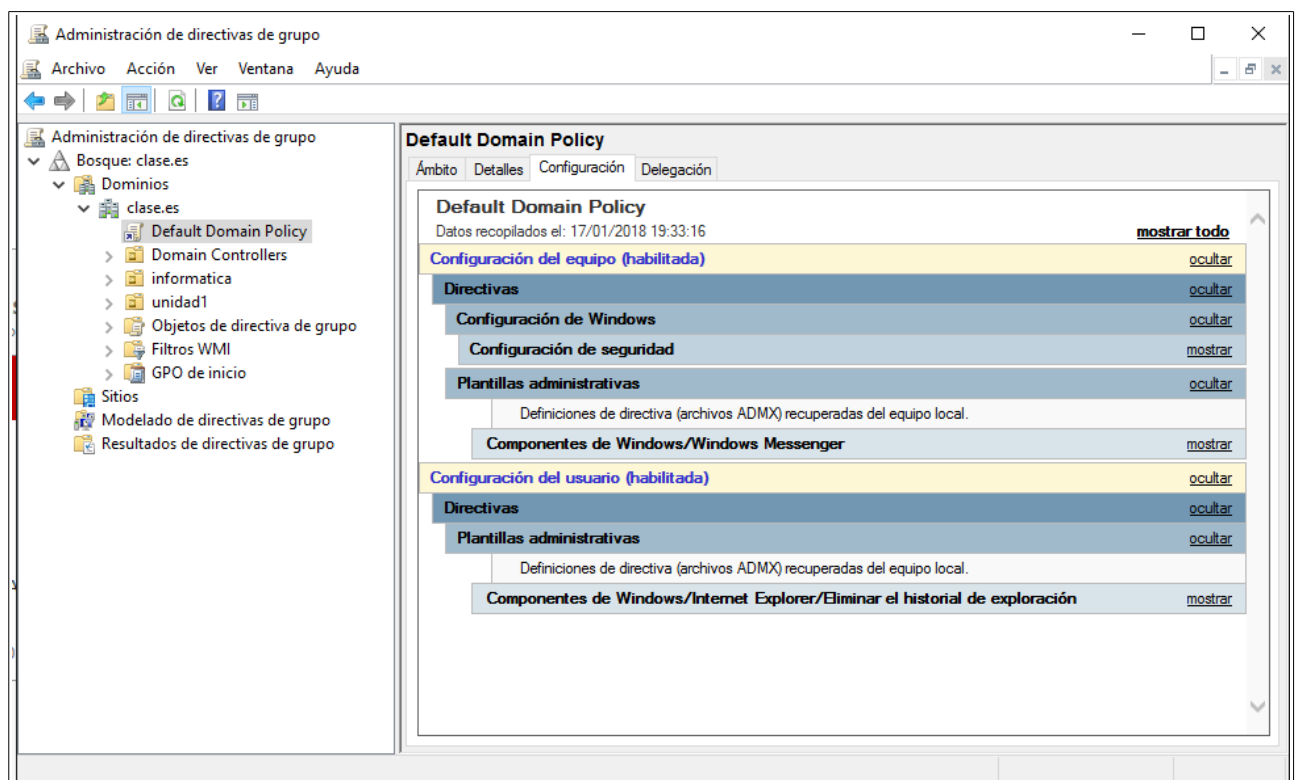 Administración de directivas de grupo
Archivo Acción Ver Ventana Ayuda
Administración de directivas de grupo
Bosque: clase.es
Dominios
clase.es
Default Domain Policy
Domain Controllers
informatica
unidad1
Objetos de directiva de grupo
Filtros WMI
GPO de inicio
Sitios
Modelado de directivas de grupo
Resultados de directivas de grupo
Default Domain Policy
Ámbito Detalles Configuración Delegación
Default Domain Policy
Datos recopilados el: 17/01/2018 19:33:16 mostrar todo
Configuración del equipo (habilitada) ocultar
Directivas ocultar
Configuración de Windows ocultar
Configuración de seguridad mostrar
Plantillas administrativas ocultar
Definiciones de directiva (archivos ADMX) recuperadas del equipo local.
Componentes de Windows/Windows Messenger mostrar
Configuración del usuario (habilitada) ocultar
Directivas ocultar
Plantillas administrativas ocultar
Definiciones de directiva (archivos ADMX) recuperadas del equipo local.
Componentes de Windows/Internet Explorer/Eliminar el historial de exploración mostrar